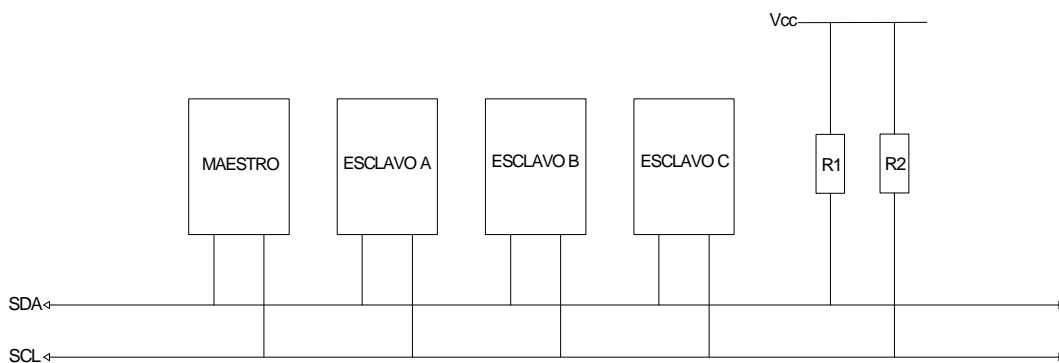 Vcc
MAESTRO
ESCLAVO A
ESCLAVO B
ESCLAVO C
R1
R2
SDA
SCL